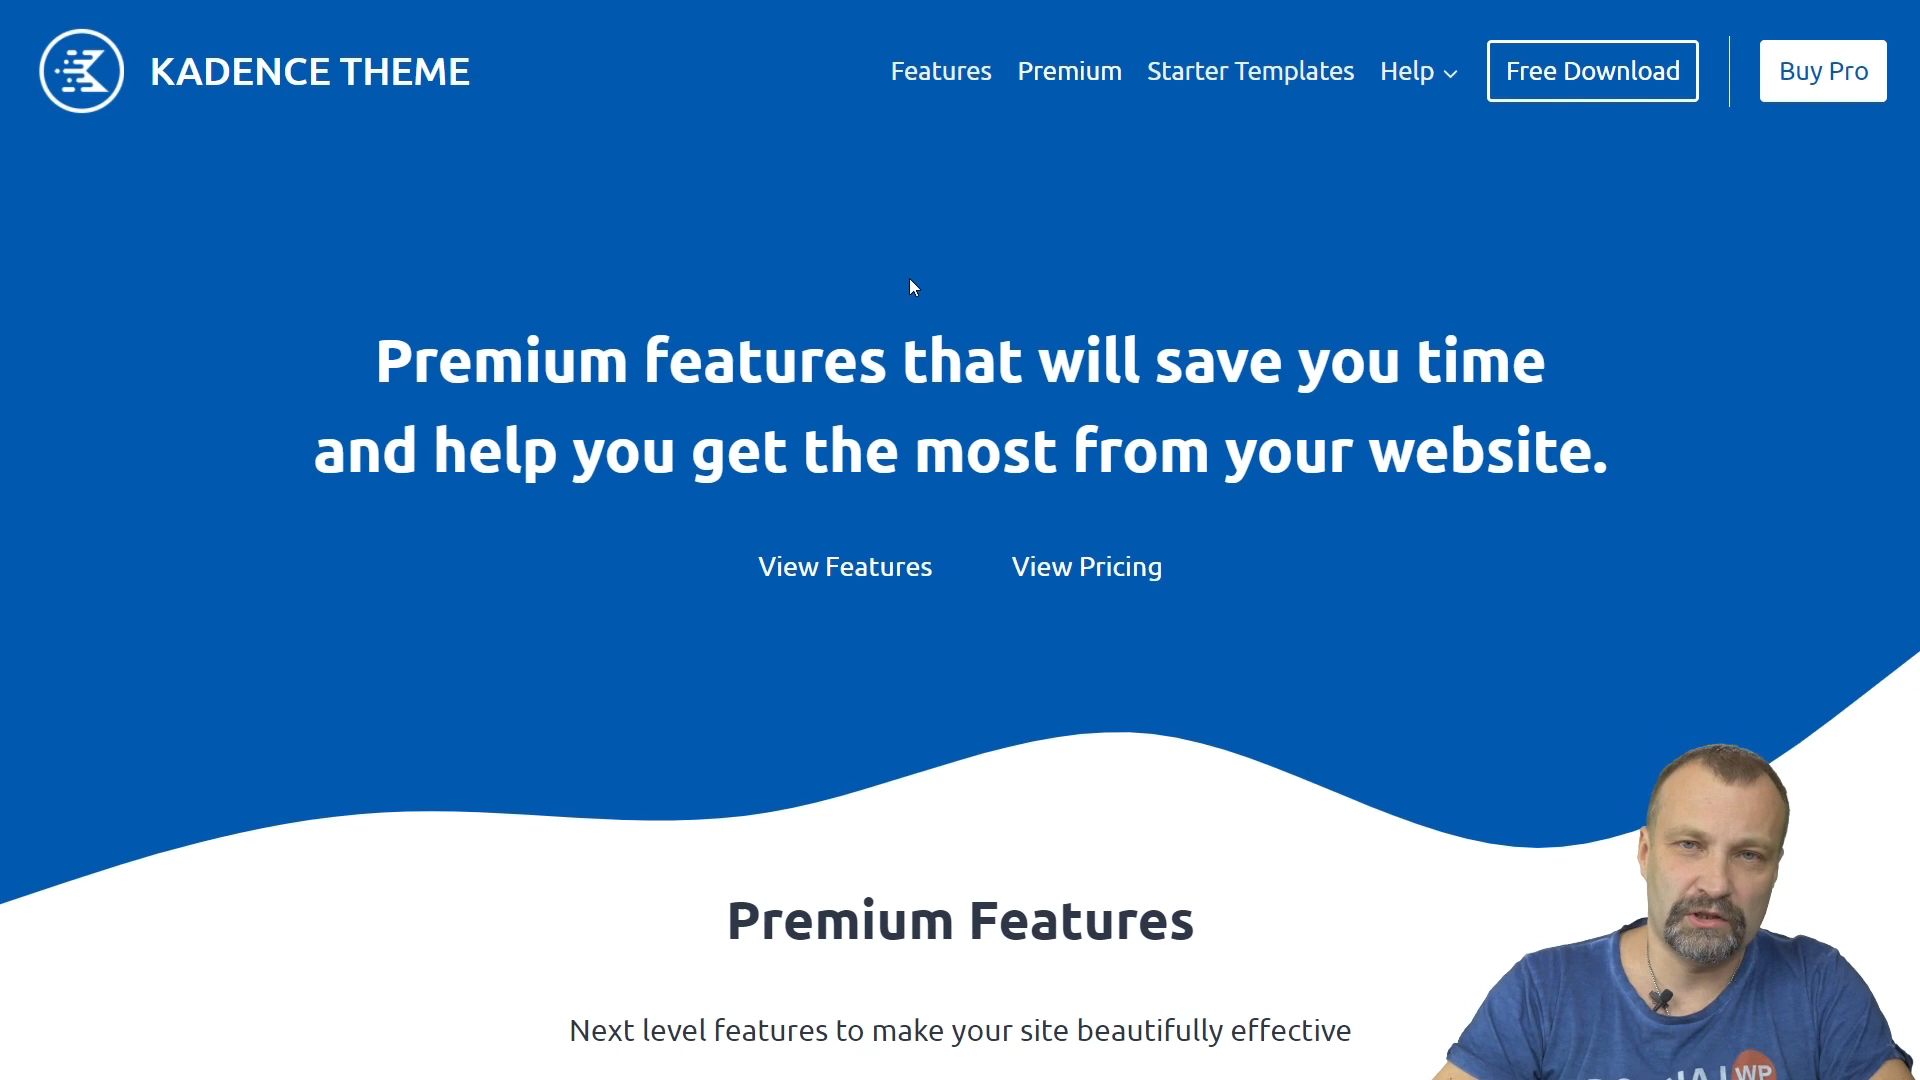 KADENCE THEME
Features Premium Starter Templates Help Free Download Buy Pro
Premium features that will save you time
and help you get the most from your website.
View Features View Pricing
Premium Features
Next level features to make your site beautifully effective
WP